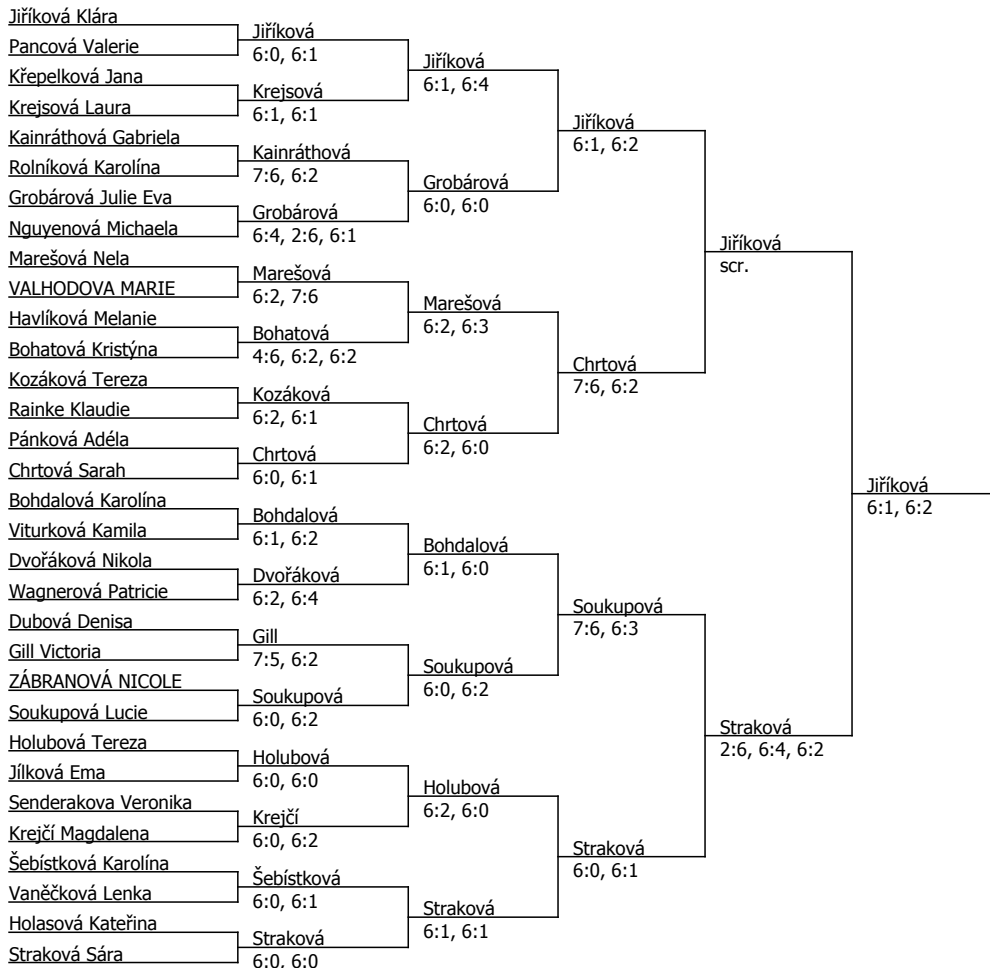 Jiříková Klára
Pancová Valerie
Křepelková Jana
Krejsová Laura
Kainráthová Gabriela
Rolníková Karolína
Grobárová Julie Eva
Nguyenová Michaela
Marešová Nela
VALHODOVA MARIE
Havlíková Melanie
Bohatová Kristýna
Kozáková Tereza
Rainke Klaudie
Pánková Adéla
Chrtová Sarah
Bohdalová Karolína
Viturková Kamila
Dvořáková Nikola
Wagnerová Patricie
Dubová Denisa
Gill Victoria
ZÁBRANOVÁ NICOLE
Soukupová Lucie
Holubová Tereza
Jílková Ema
Senderakova Veronika
Krejčí Magdalena
Šebístková Karolína
Vaněčková Lenka
Holasová Kateřina
Straková Sára
Jiříková
6:0, 6:1
Krejsová
6:1, 6:1
Kainráthová
7:6, 6:2
Grobárová
6:4, 2:6, 6:1
Marešová
6:2, 7:6
Bohatová
4:6, 6:2, 6:2
Kozáková
6:2, 6:1
Chrtová
6:0, 6:1
Bohdalová
6:1, 6:2
Dvořáková
6:2, 6:4
Gill
7:5, 6:2
Soukupová
6:0, 6:2
Holubová
6:0, 6:0
Krejčí
6:0, 6:2
Šebístková
6:0, 6:1
Straková
6:0, 6:0
Jiříková
6:1, 6:4
Grobárová
6:0, 6:0
Marešová
6:2, 6:3
Chrtová
6:2, 6:0
Bohdalová
6:1, 6:0
Soukupová
6:0, 6:2
Holubová
6:2, 6:0
Straková
6:1, 6:1
Jiříková
6:1, 6:2
Chrtová
7:6, 6:2
Soukupová
7:6, 6:3
Straková
6:0, 6:1
Jiříková
scr.
Straková
2:6, 6:4, 6:2
Jiříková
6:1, 6:2